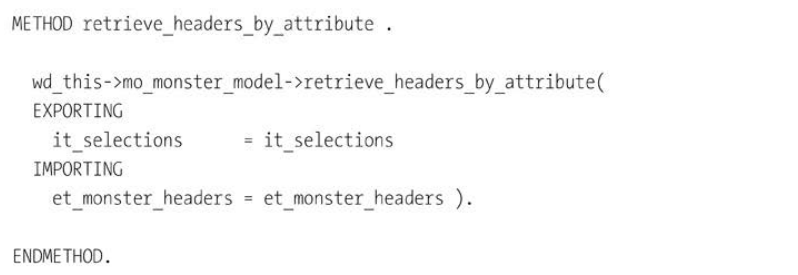 METHOD retrieve_headers_by_attribute .
wd_this->mo_monster_model->retrieve_headers_by_attribute(
EXPORTING
it_selections = it_selections
IMPORTING
et_monster_headers = et_monster_headers ).
ENDMETHOD.